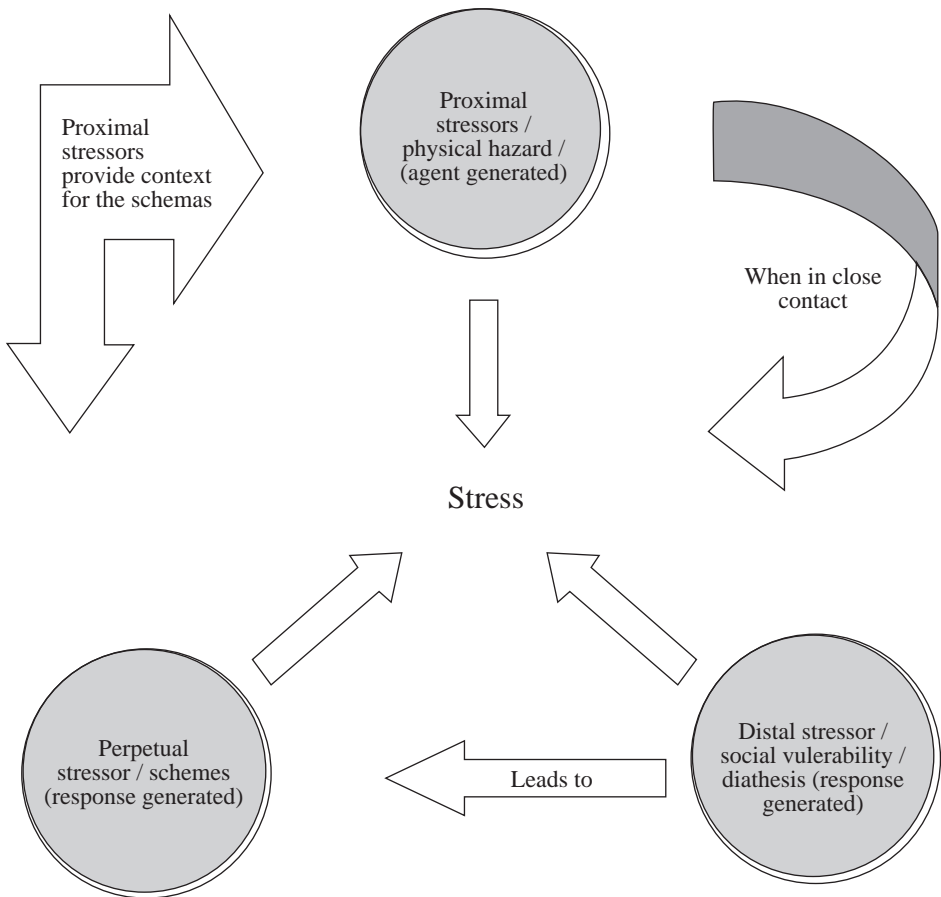 Proximal
stressors
provide context
for the schemas
Proximal
stressors /
physical hazard /
(agent generated)
When in close
contact
Stress
Perpetual
stressor / schemes
(response generated)
Leads to
Distal stressor /
social vulerability /
diathesis (response
generated)